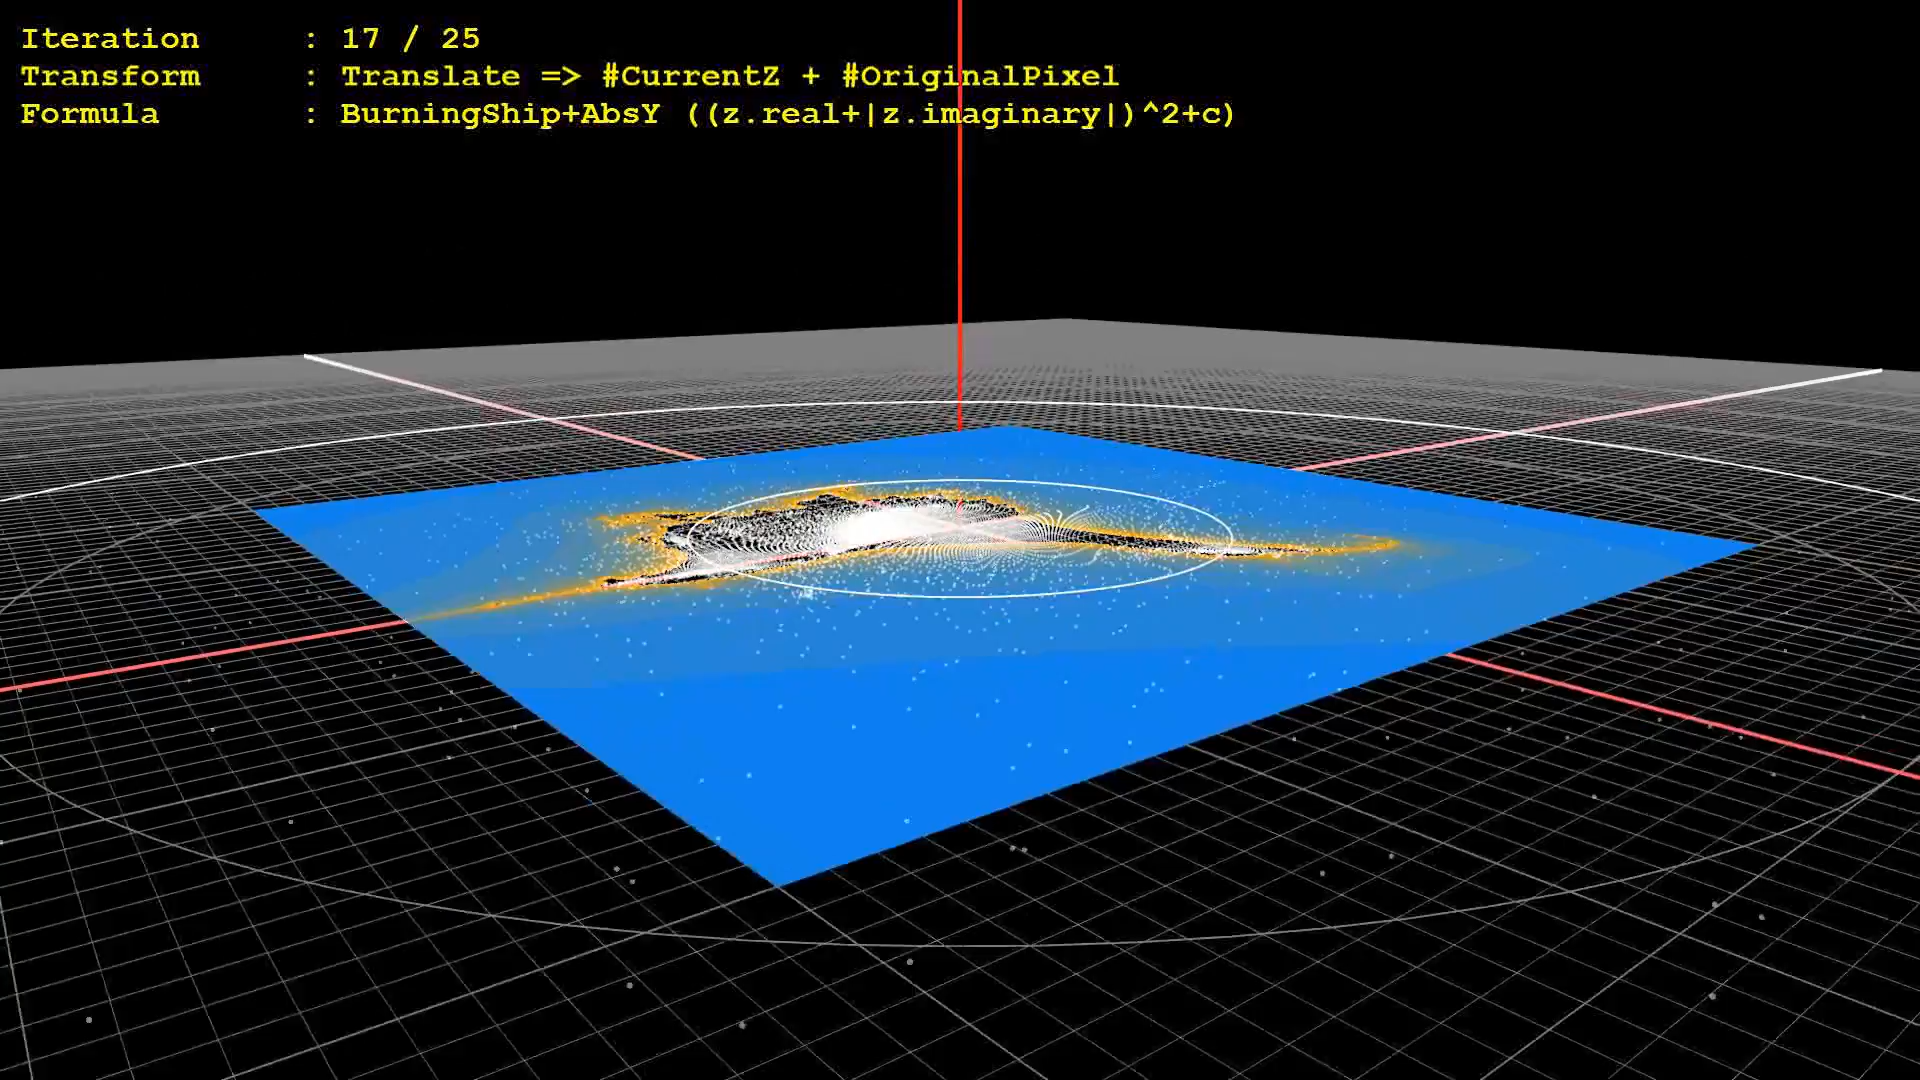 Iteration : 17 / 25
Transform : Translate => #CurrentZ + #OriginalPixel
Formula : BurningShip+AbsY ((z.real+|z.imaginary|)^2+c)